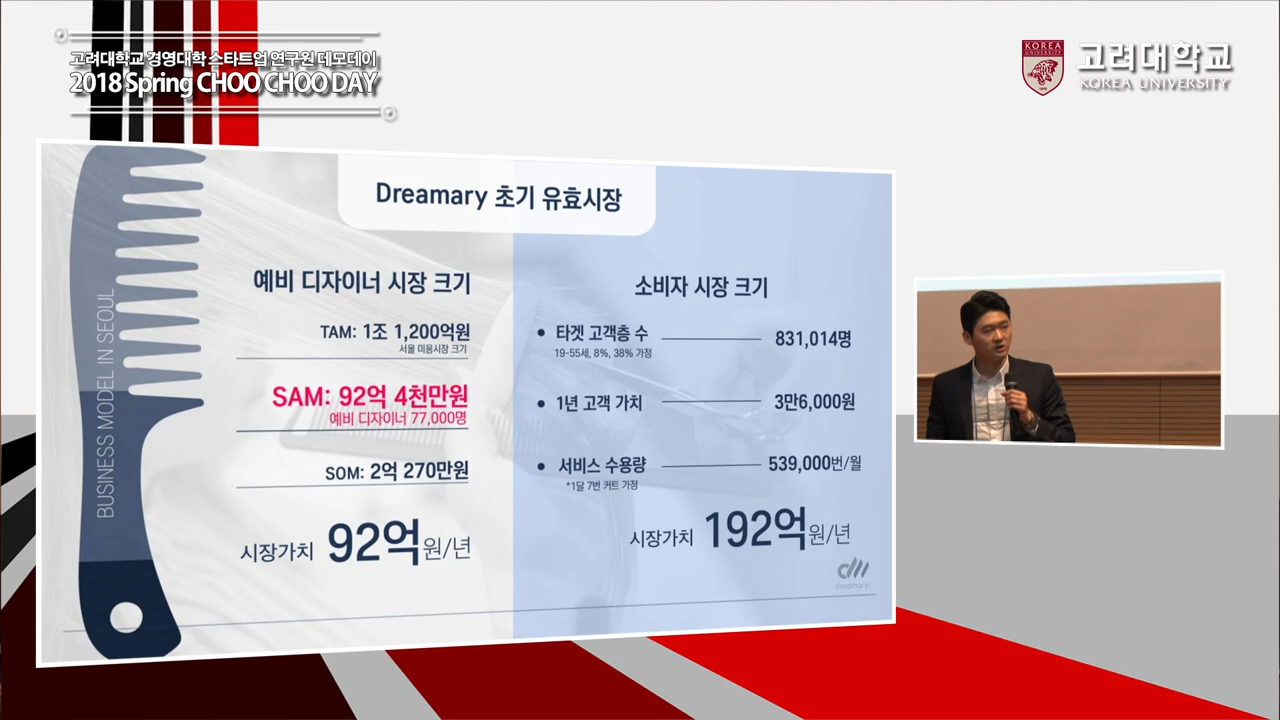 고려대학교 경영대학 스타트업 연구원 데모데이
2018 Spring CHOO CHOO DAY
KOREA
UNIVERSITY
1905
고려대학교
KOREA UNIVERSITY
BUSINESS MODEL IN SEOUL
Dreamary 초기 유효시장
예비 디자이너 시장 크기
TAM: 1조 1,200억원
서울 미용시장 크기
SAM: 92억 4천만원
예비 디자이너 77,000명
SOM: 2억 270만원
시장가치 92억원/년
소비자 시장 크기
• 타겟 고객층 수 831,014명
19-55세, 8%, 38% 가정
• 1년 고객 가치 3만6,000원
• 서비스 수용량 539,000번/월
*1달 7번 커트 가정
시장가치 192억원/년
dreamary